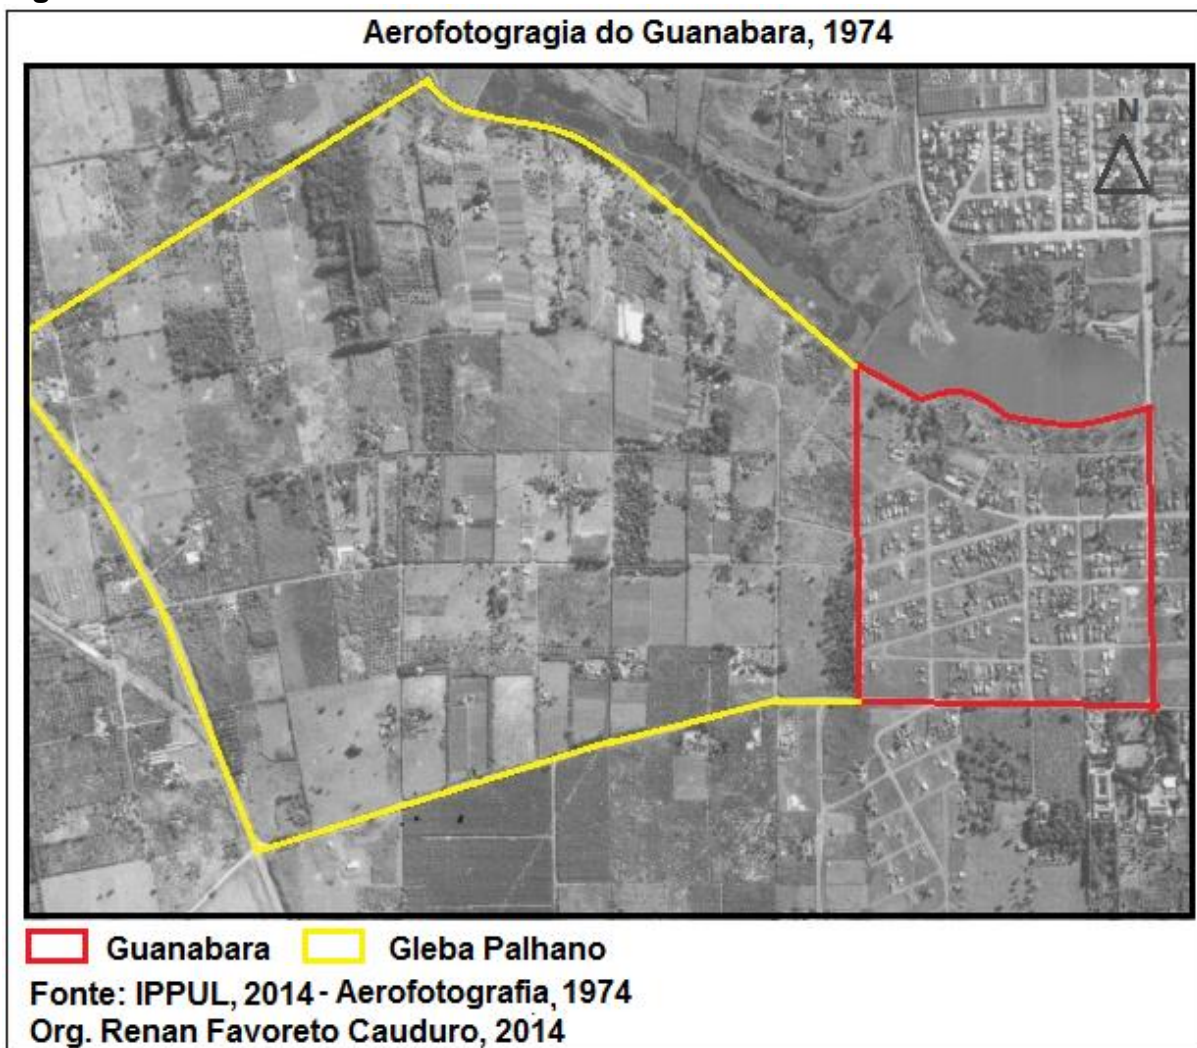 Aerofotogragia do Guanabara, 1974
N
Guanabara Gleba Palhano
Fonte: IPPUL, 2014 - Aerofotografia, 1974
Org. Renan Favoreto Cauduro, 2014